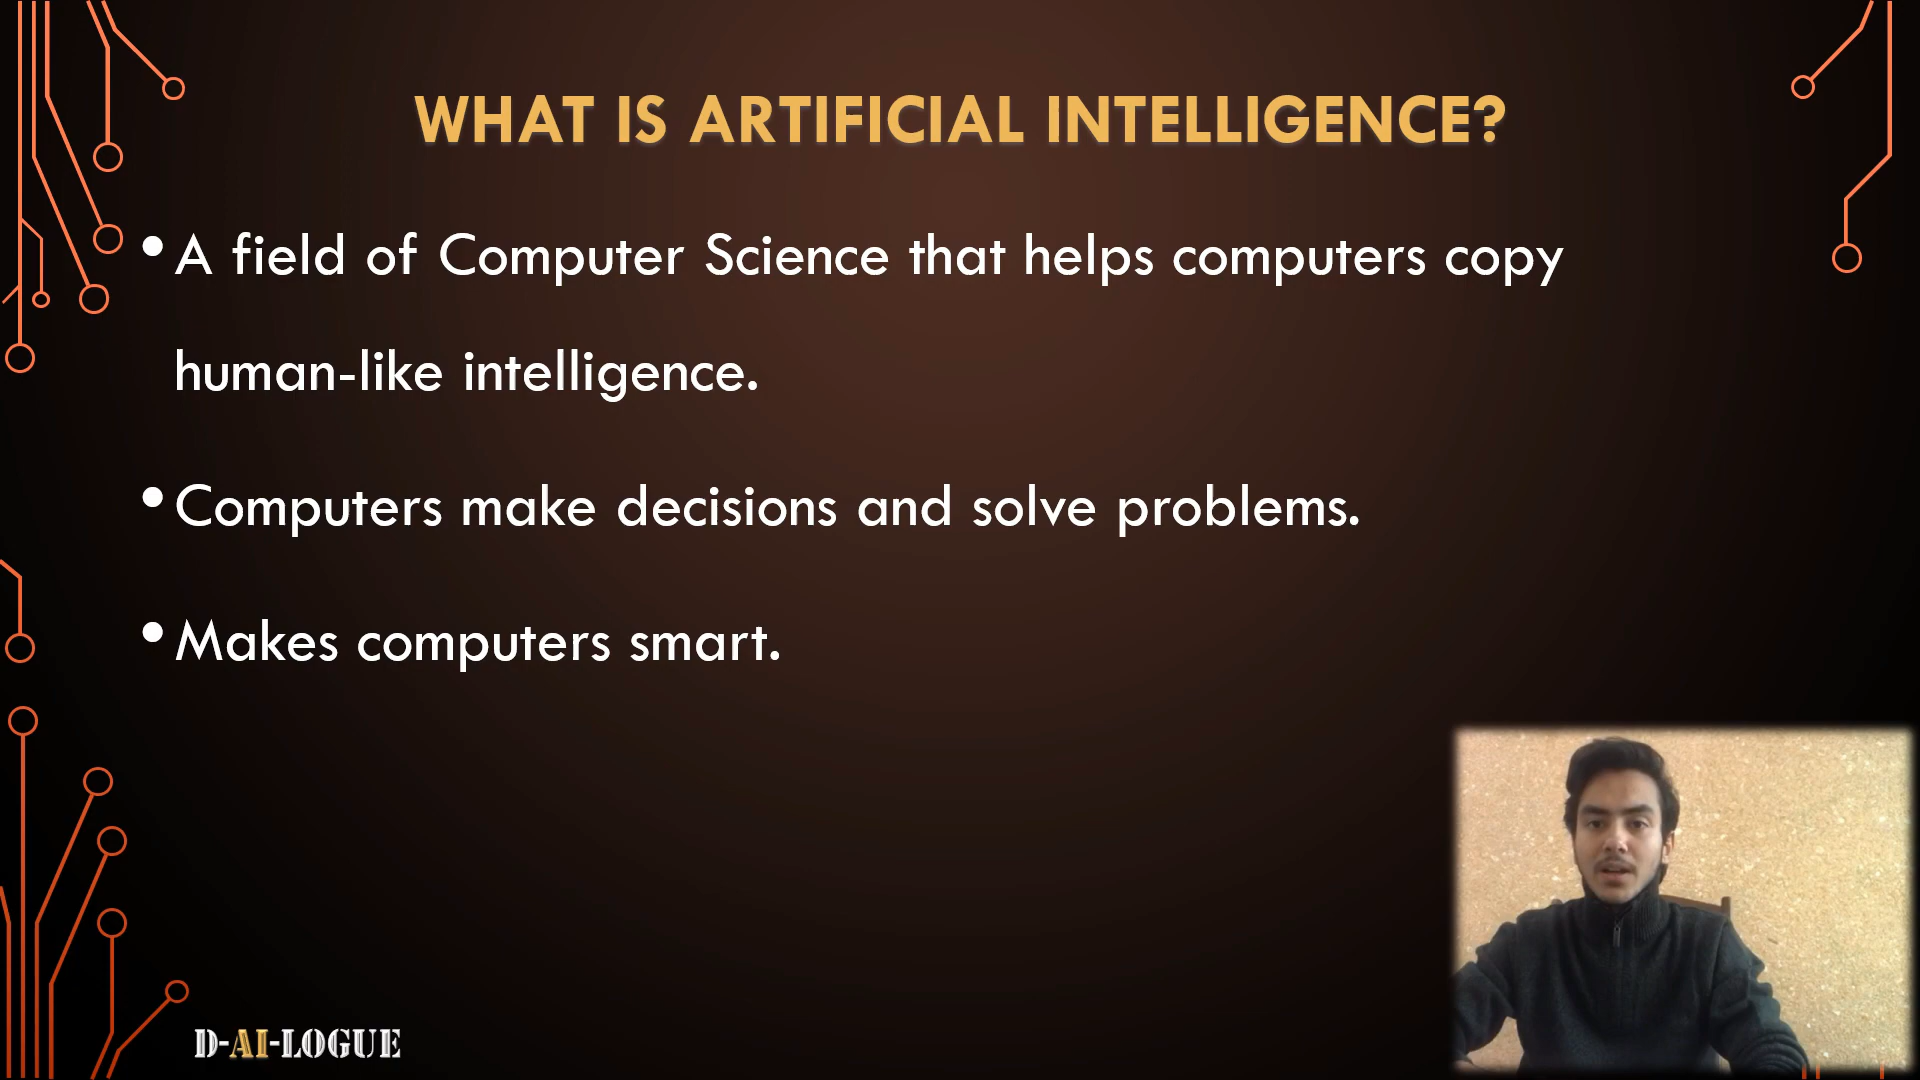 WHAT IS ARTIFICIAL INTELLIGENCE?
• A field of Computer Science that helps computers copy
human-like intelligence.
• Computers make decisions and solve problems.
• Makes computers smart.
D-AI-LOGUE